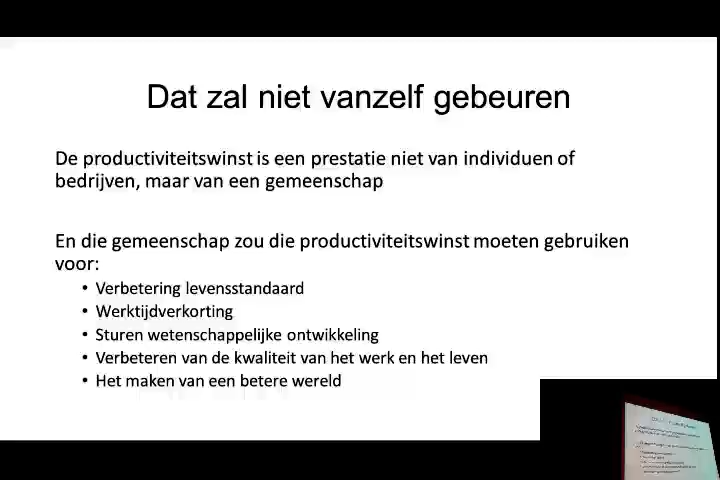 Dat zal niet vanzelf gebeuren
De productiviteitswinst is een prestatie niet van individuen of
bedrijven, maar van een gemeenschap
En die gemeenschap zou die productiviteitswinst moeten gebruiken
voor:
• Verbetering levensstandaard
• Werktijdverkorting
• Sturen wetenschappelijke ontwikkeling
• Verbeteren van de kwaliteit van het werk en het leven
• Het maken van een betere wereld